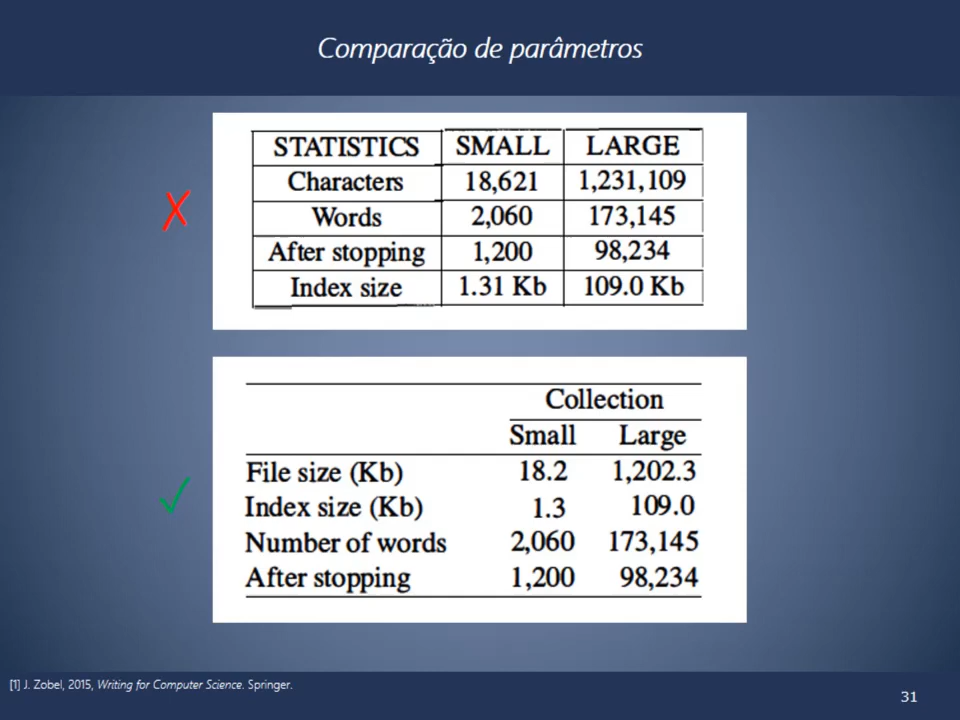 Comparação de parâmetros
STATISTICS SMALL LARGE
Characters 18,621 1,231,109
Words 2,060 173,145
After stopping 1,200 98,234
Index size 1.31 Kb 109.0 Kb
X
✓
Collection
Small Large
File size (Kb) 18.2 1,202.3
Index size (Kb) 1.3 109.0
Number of words 2,060 173,145
After stopping 1,200 98,234
[1] J. Zobel, 2015, Writing for Computer Science. Springer.
31